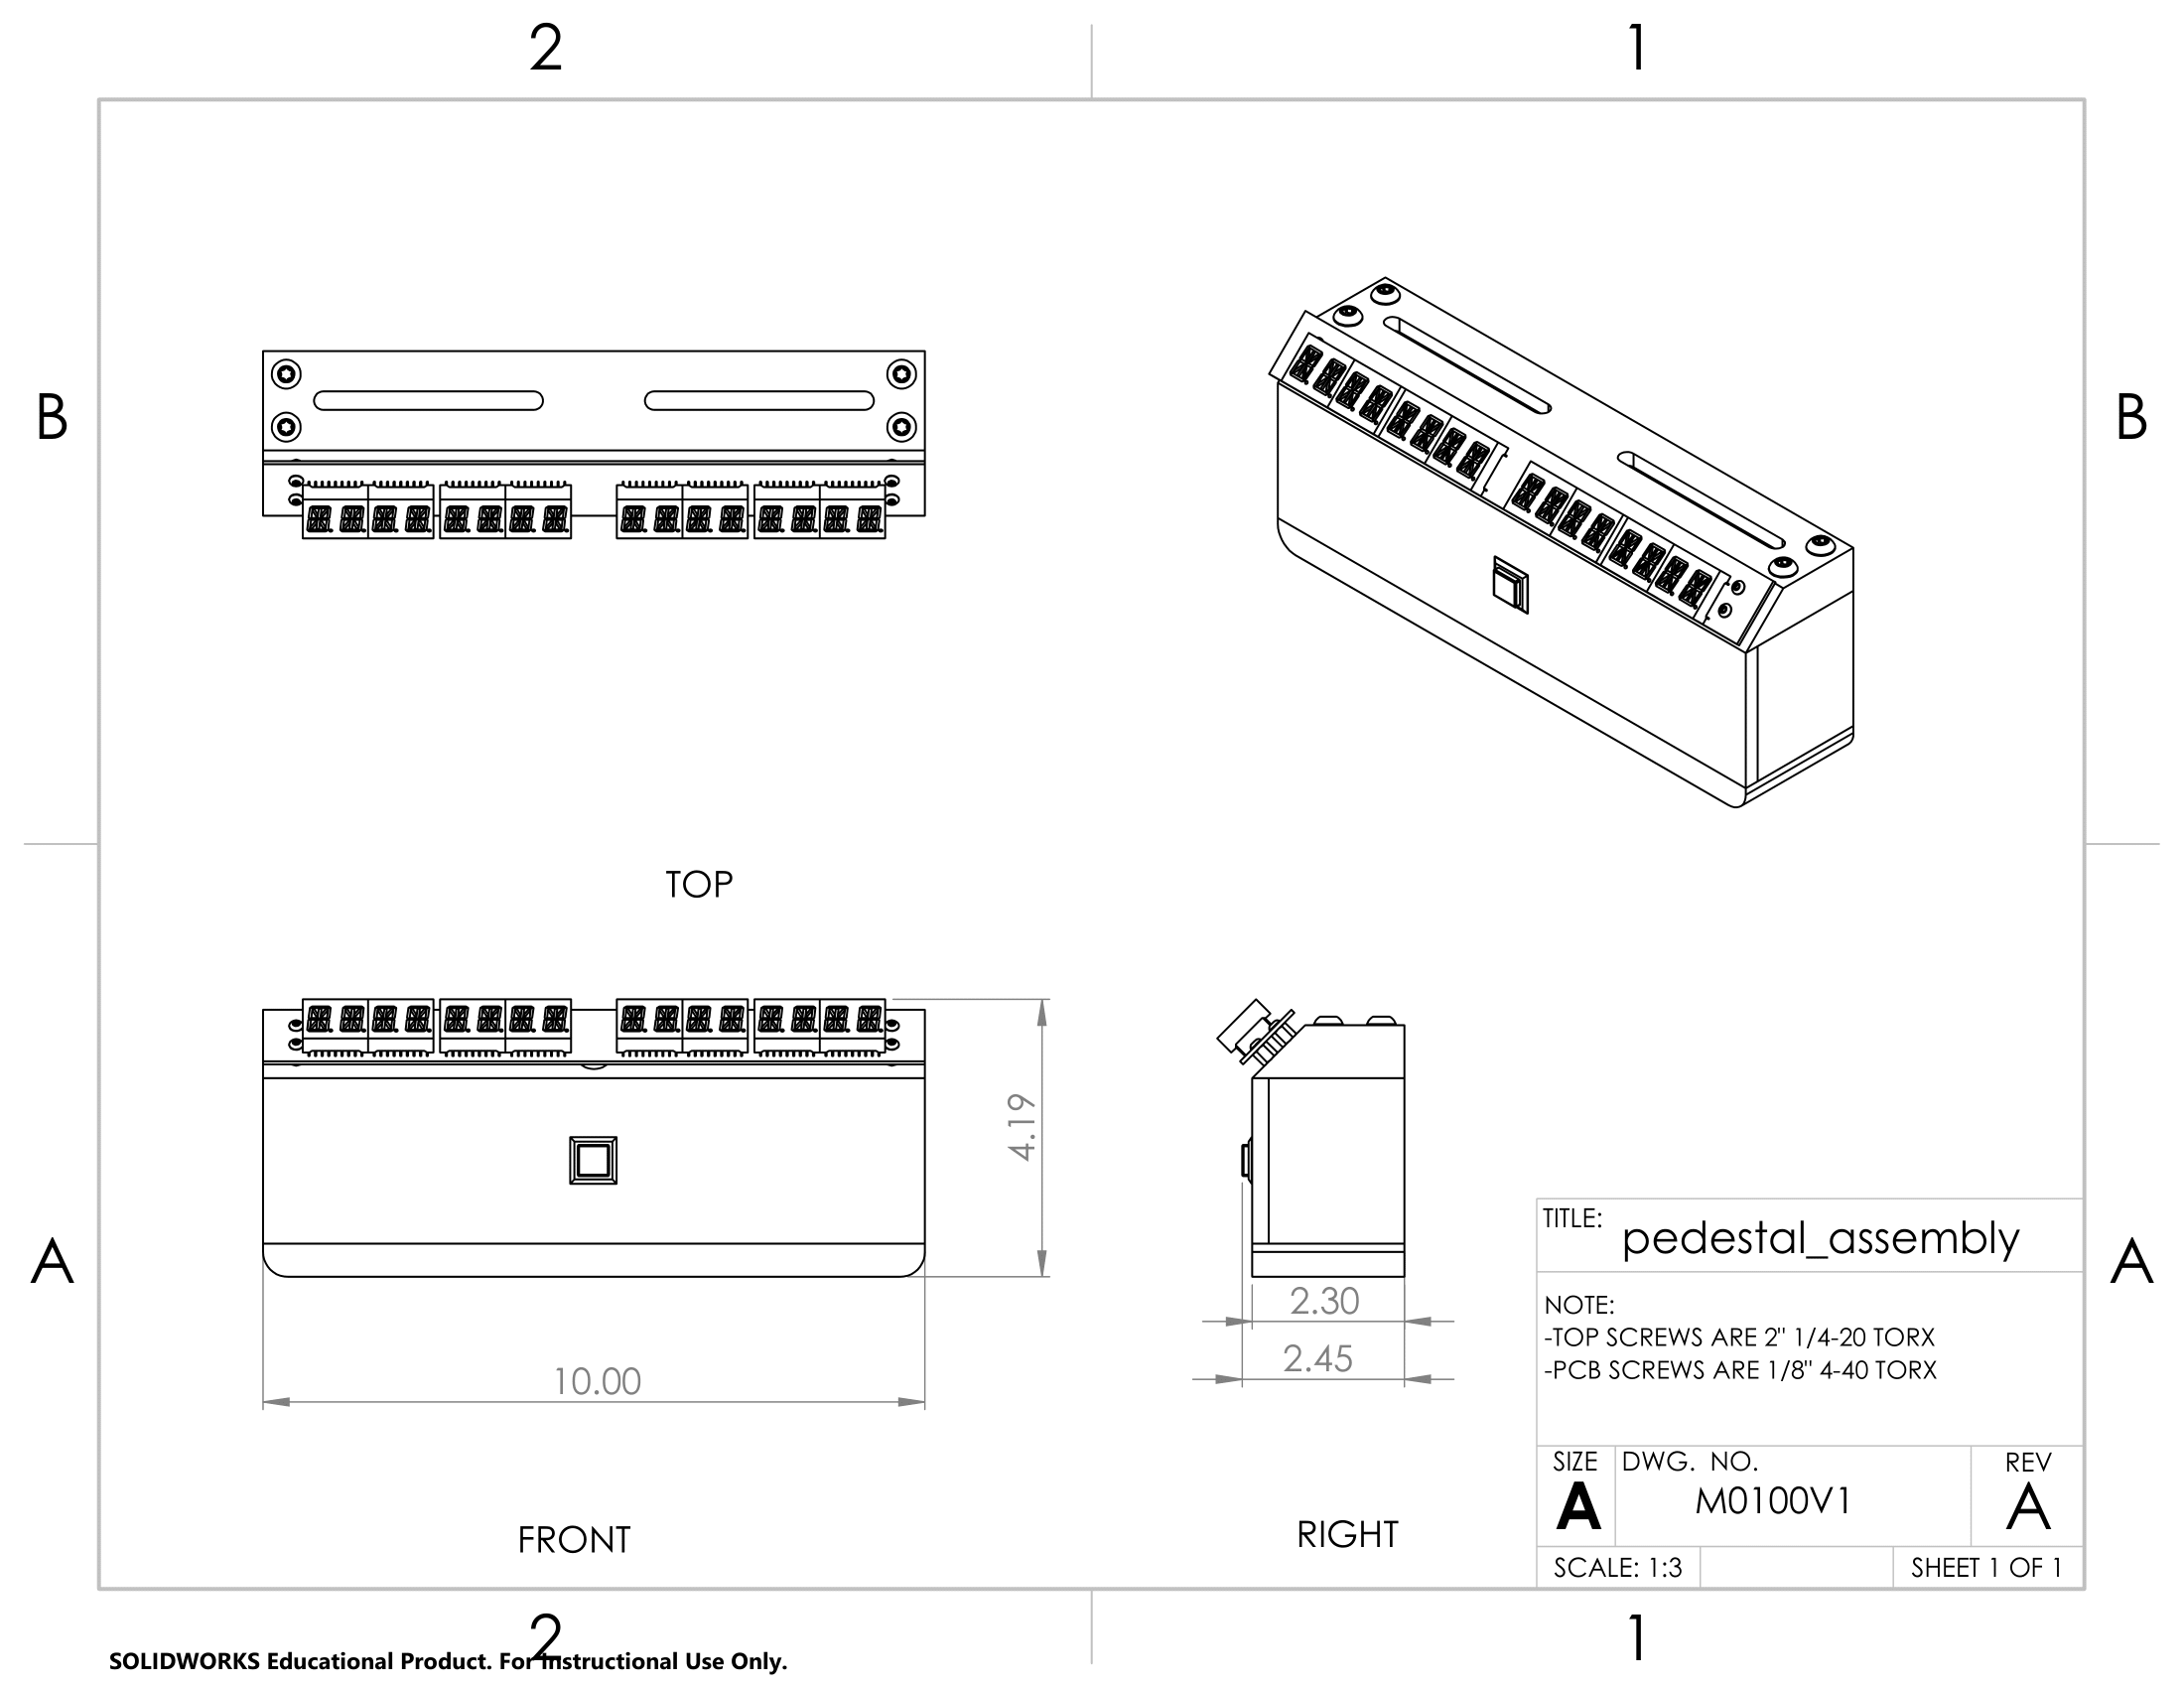 2 1
B B
TOP
4.19
A A
2.30
2.45
10.00
FRONT
RIGHT
TITLE:
pedestal_assembly
NOTE:
-TOP SCREWS ARE 2" 1/4-20 TORX
-PCB SCREWS ARE 1/8" 4-40 TORX
SIZE DWG. NO. REV
A M0100V1 A
SCALE: 1:3 SHEET 1 OF 1
2 1
SOLIDWORKS Educational Product. For Instructional Use Only.